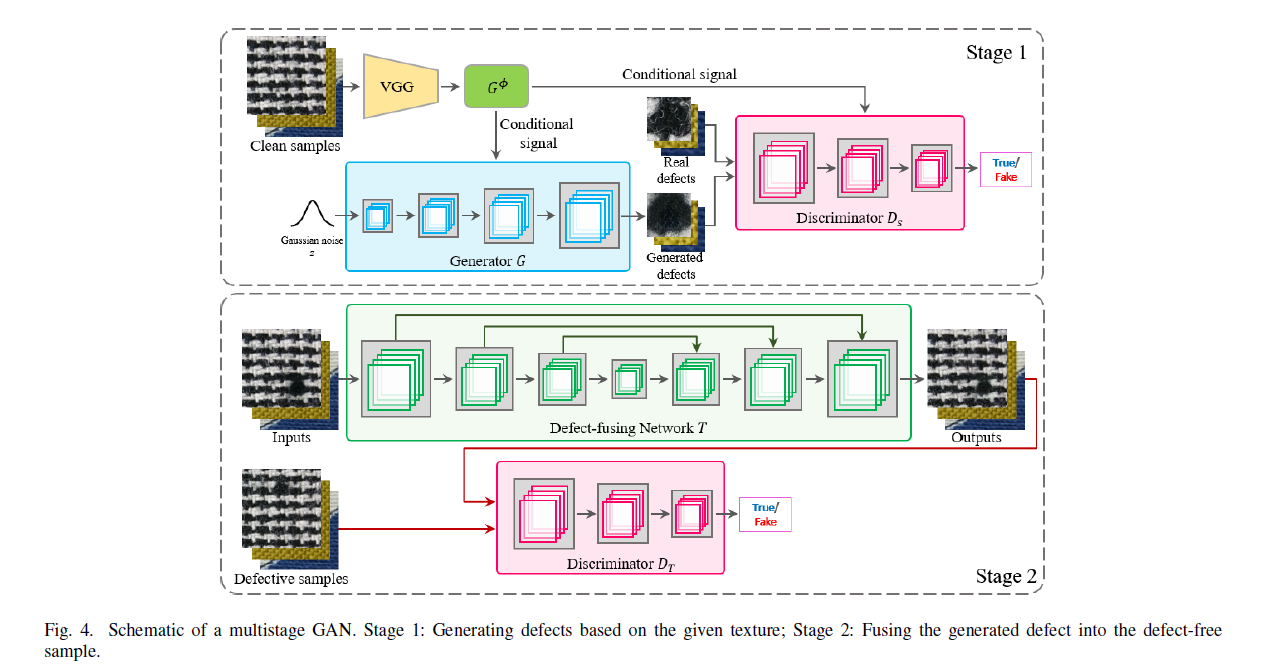 Stage 1
Conditional signal
VGG
G^ϕ
Clean samples
Conditional
signal
Real
defects
True/
Fake
Discriminator D_s
Gaussian noise
z
Generator G
Generated
defects
Inputs
Defect-fusing Network T
Outputs
True/
Fake
Defective samples
Discriminator D_T
Stage 2
Fig. 4. Schematic of a multistage GAN. Stage 1: Generating defects based on the given texture; Stage 2: Fusing the generated defect into the defect-free
sample.